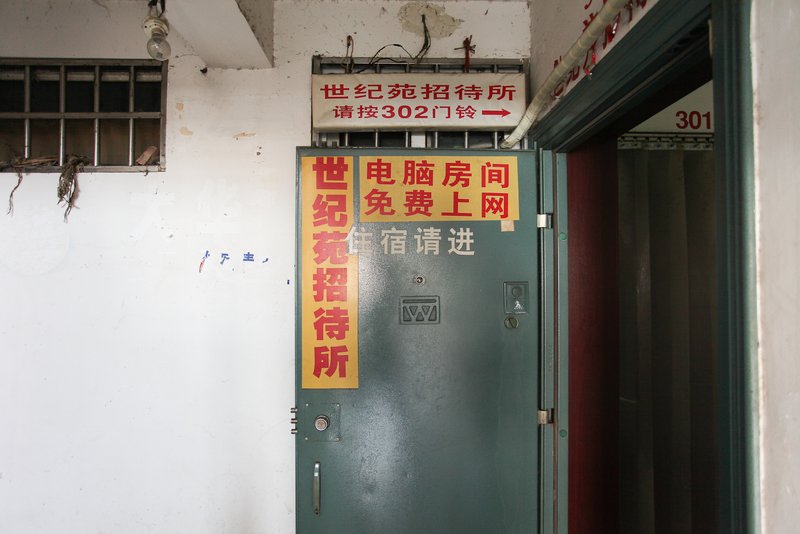 世纪苑招待所
请按302门铃→
301
世纪苑招待所
电脑房间
免费上网
住宿请进